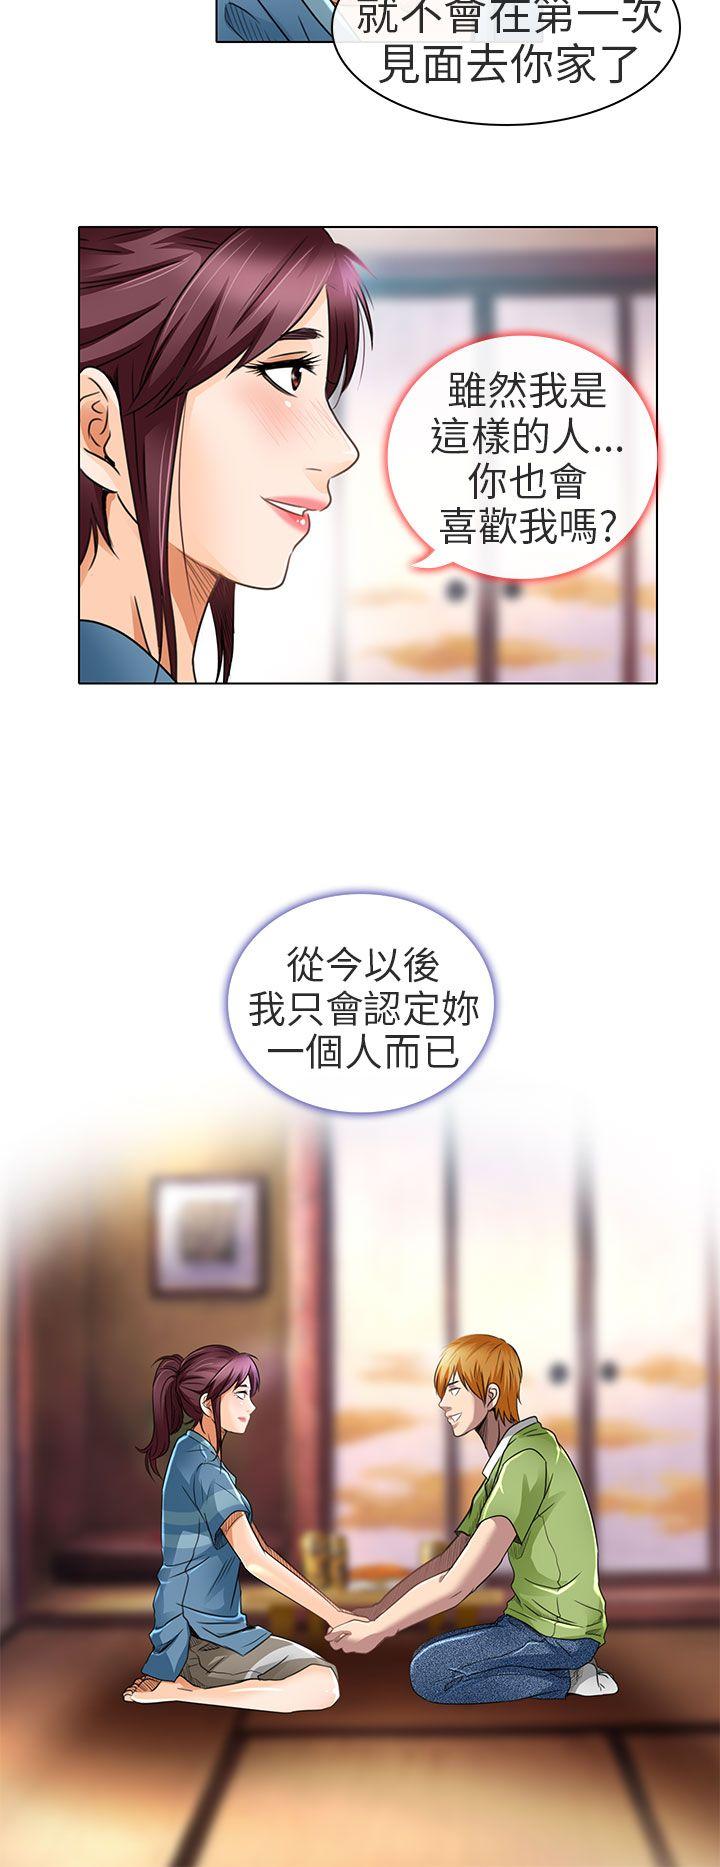 就不會在第一次
見面去你家了
雖然我是
這樣的人...
你也會
喜歡我嗎?
從今以後
我只會認定妳
一個人而已